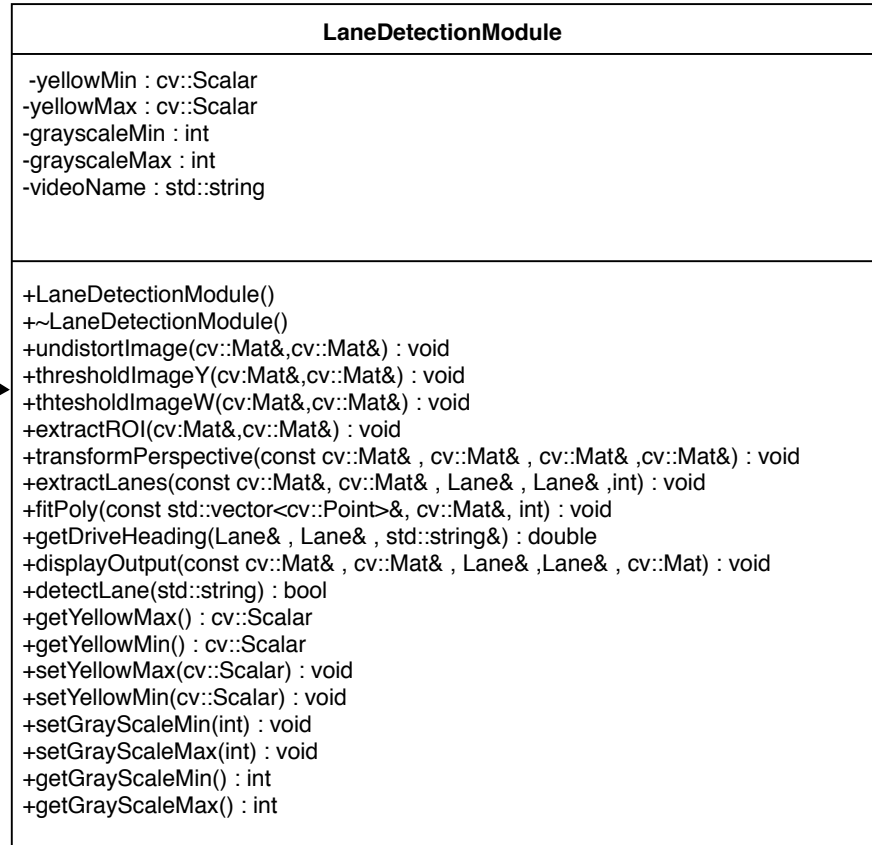 LaneDetectionModule
-yellowMin : cv::Scalar
-yellowMax : cv::Scalar
-grayscaleMin : int
-grayscaleMax : int
-videoName : std::string
+LaneDetectionModule()
+~LaneDetectionModule()
+undistortImage(cv::Mat&,cv::Mat&) : void
+thresholdImageY(cv:Mat&,cv::Mat&) : void
+thtesholdImageW(cv:Mat&,cv::Mat&) : void
+extractROI(cv:Mat&,cv::Mat&) : void
+transformPerspective(const cv::Mat& , cv::Mat& , cv::Mat& ,cv::Mat&) : void
+extractLanes(const cv::Mat&, cv::Mat& , Lane& , Lane& ,int) : void
+fitPoly(const std::vector<cv::Point>&, cv::Mat&, int) : void
+getDriveHeading(Lane& , Lane& , std::string&) : double
+displayOutput(const cv::Mat& , cv::Mat& , Lane& ,Lane& , cv::Mat) : void
+detectLane(std::string) : bool
+getYellowMax() : cv::Scalar
+getYellowMin() : cv::Scalar
+setYellowMax(cv::Scalar) : void
+setYellowMin(cv::Scalar) : void
+setGrayScaleMin(int) : void
+setGrayScaleMax(int) : void
+getGrayScaleMin() : int
+getGrayScaleMax() : int